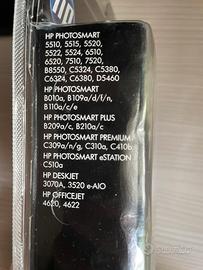 HP PHOTOSMART
5510, 5515, 5520,
5522, 5524, 6510,
6520, 7510, 7520,
B8550, C5324, C5380,
C6324, C6380, D5460
HP PHOTOSMART
B010a, B109a/d/f/n,
B110a/c/e
HP PHOTOSMART PLUS
B209a/c, B210a/c
HP PHOTOSMART PREMIUM
C309a/n/g, C310a, C410b
HP PHOTOSMART eSTATION
C510a
HP DESKJET
3070A, 3520 e-AIO
HP OFFICEJET
4620, 4622